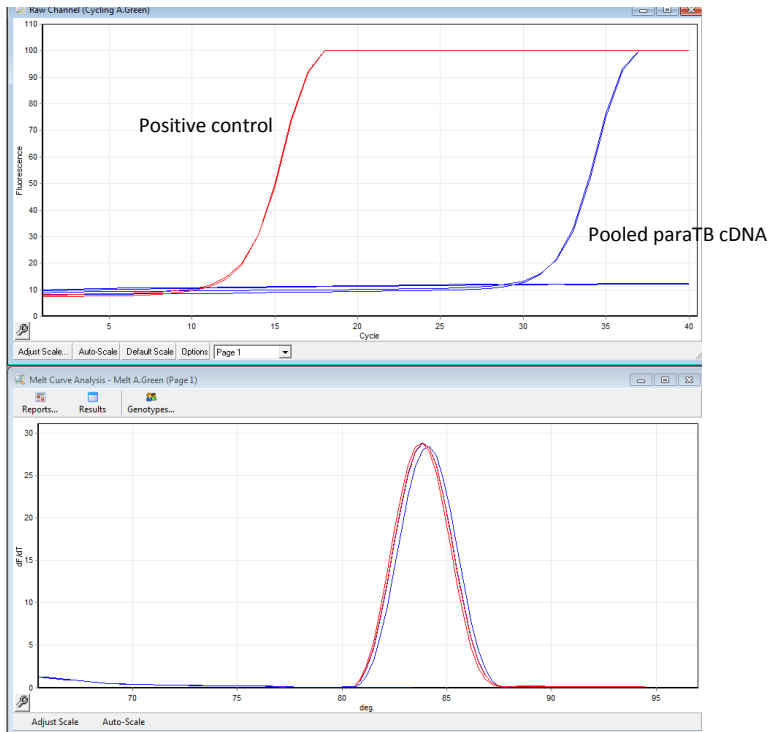 Raw Channel (Cycling A.Green)
110
100
90
80
70
60
50
40
30
20
10
0
Fluorescence
Positive control
Pooled paraTB cDNA
5 10 15 20 25 30 35 40
Cycle
Adjust Scale... Auto-Scale Default Scale Options Page 1
Melt Curve Analysis - Melt A.Green (Page 1)
Reports... Results Genotypes...
30
25
20
15
10
5
0
dF/dT
70 75 80 85 90 95
deg.
Adjust Scale Auto-Scale